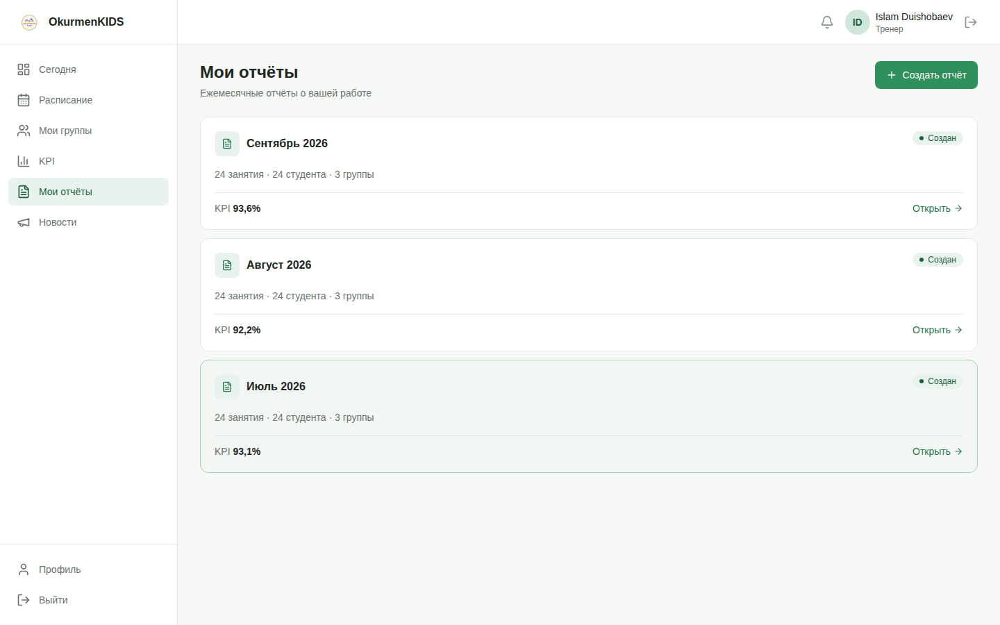 OkurmenKIDS
ID
Islam Duishobaev
Тренер
Сегодня
Расписание
Мои группы
KPI
Мои отчёты
Новости
Профиль
Выйти
Мои отчёты
Ежемесячные отчёты о вашей работе
Создать отчёт
Сентябрь 2026
Создан
24 занятия · 24 студента · 3 группы
KPI 93,6%
Открыть
Август 2026
Создан
24 занятия · 24 студента · 3 группы
KPI 92,2%
Открыть
Июль 2026
Создан
24 занятия · 24 студента · 3 группы
KPI 93,1%
Открыть